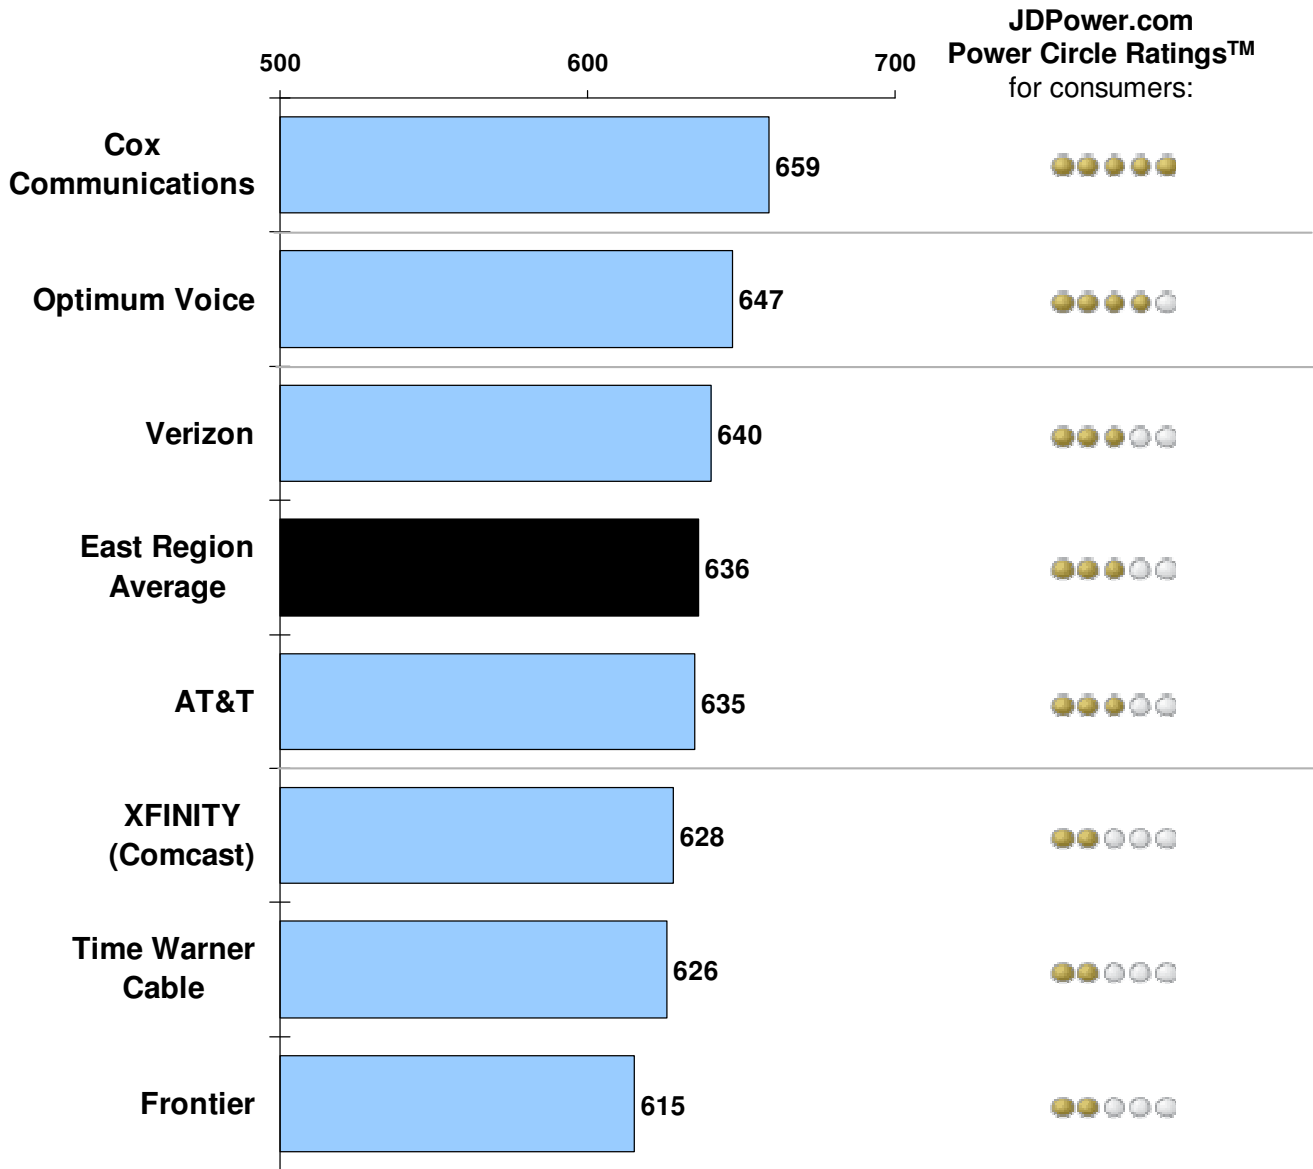 JDPower.com
Power Circle Ratings™
for consumers:
500 600 700
Cox
Communications
659
Optimum Voice 647
Verizon 640
East Region
Average
636
AT&T 635
XFINITY
(Comcast)
628
Time Warner
Cable
626
Frontier 615